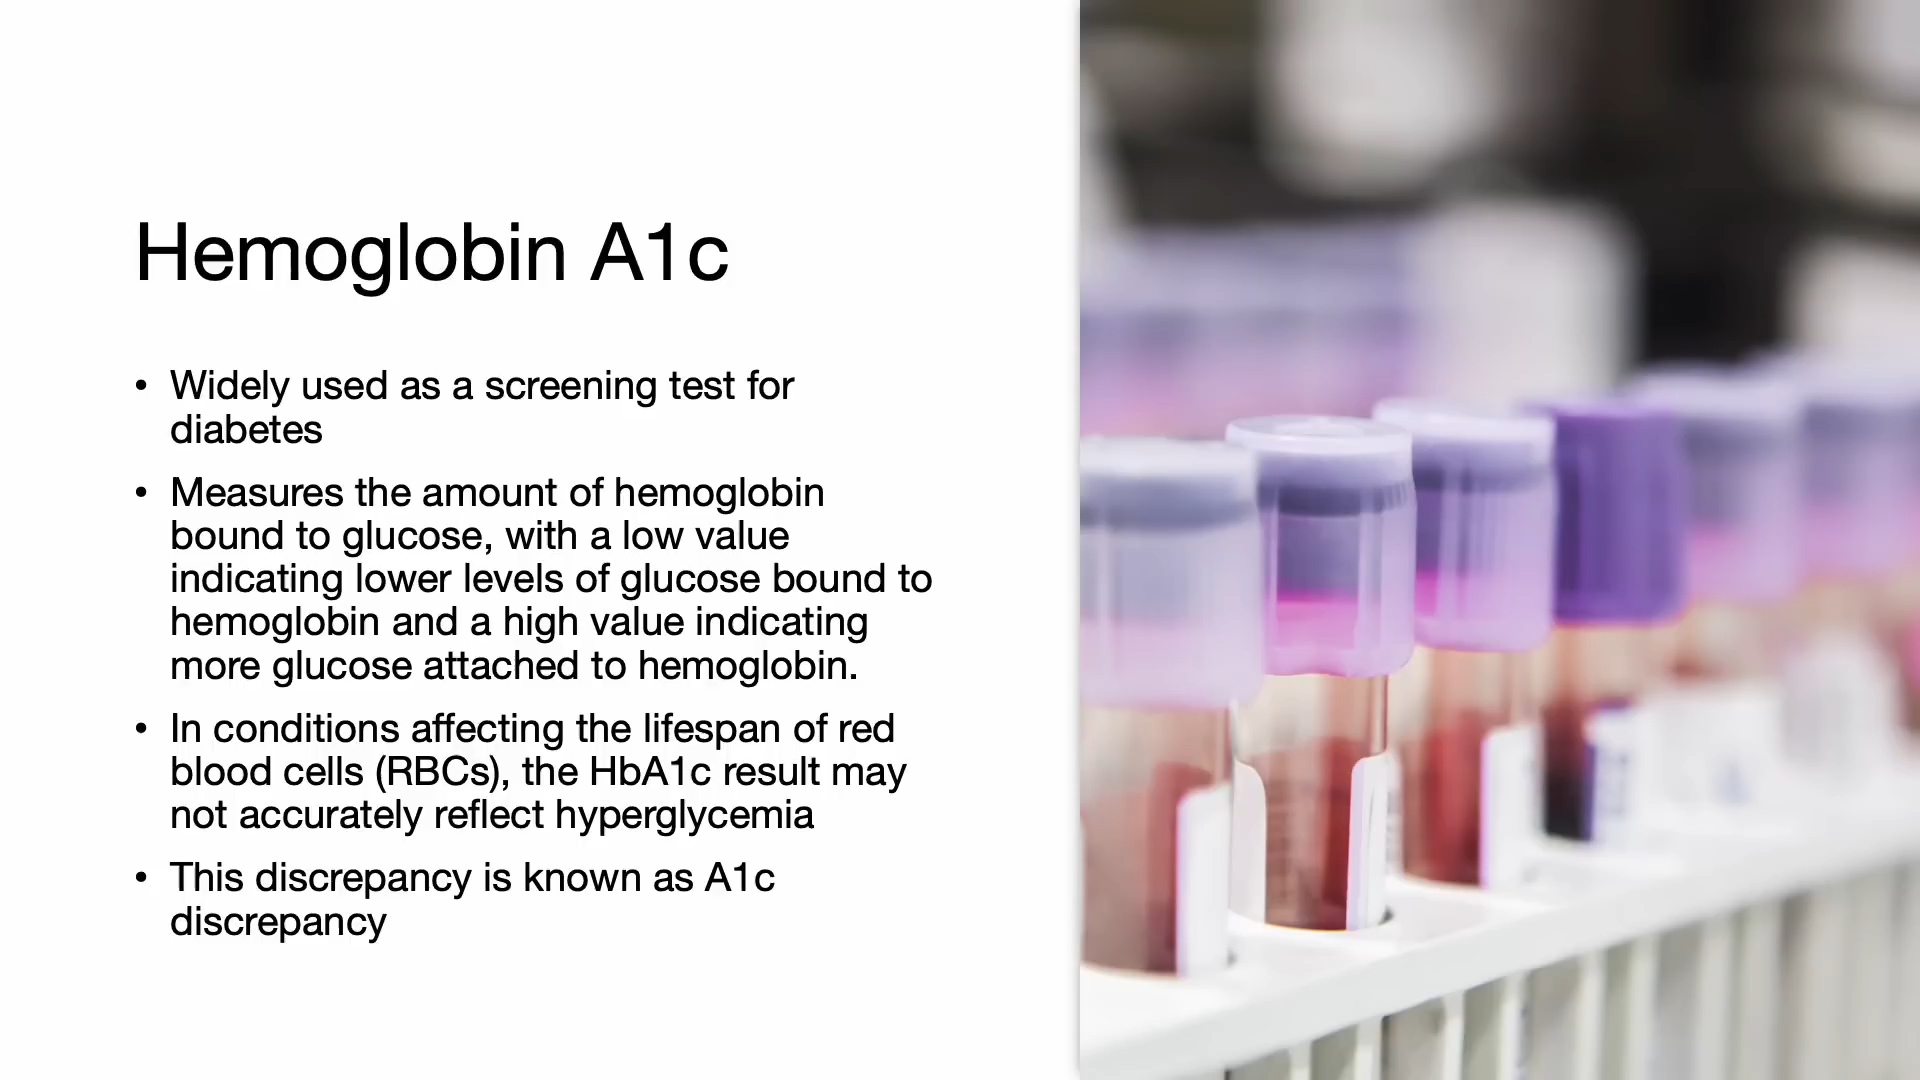 Hemoglobin A1c
• Widely used as a screening test for
diabetes
• Measures the amount of hemoglobin
bound to glucose, with a low value
indicating lower levels of glucose bound to
hemoglobin and a high value indicating
more glucose attached to hemoglobin.
• In conditions affecting the lifespan of red
blood cells (RBCs), the HbA1c result may
not accurately reflect hyperglycemia
• This discrepancy is known as A1c
discrepancy